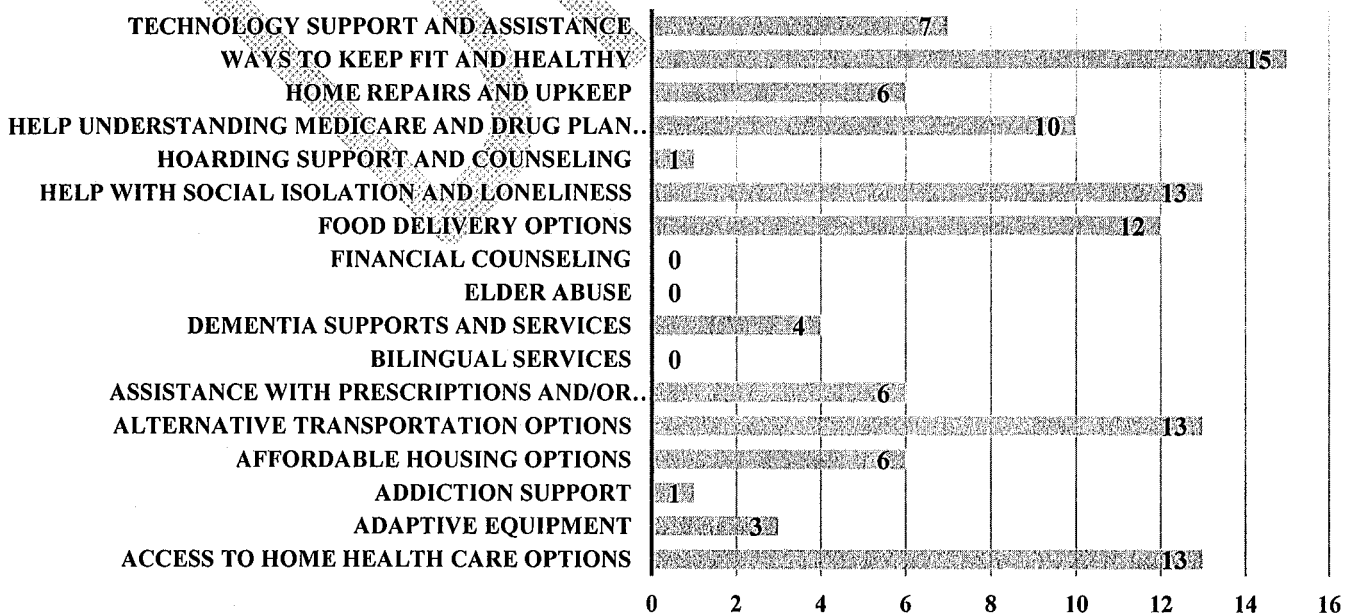 TECHNOLOGY SUPPORT AND ASSISTANCE 7
WAYS TO KEEP FIT AND HEALTHY 15
HOME REPAIRS AND UPKEEP 6
HELP UNDERSTANDING MEDICARE AND DRUG PLAN.. 10
HOARDING SUPPORT AND COUNSELING 1
HELP WITH SOCIAL ISOLATION AND LONELINESS 13
FOOD DELIVERY OPTIONS 12
FINANCIAL COUNSELING 0
ELDER ABUSE 0
DEMENTIA SUPPORTS AND SERVICES 4
BILINGUAL SERVICES 0
ASSISTANCE WITH PRESCRIPTIONS AND/OR.. 6
ALTERNATIVE TRANSPORTATION OPTIONS 13
AFFORDABLE HOUSING OPTIONS 6
ADDICTION SUPPORT 1
ADAPTIVE EQUIPMENT 3
ACCESS TO HOME HEALTH CARE OPTIONS 13
0 2 4 6 8 10 12 14 16